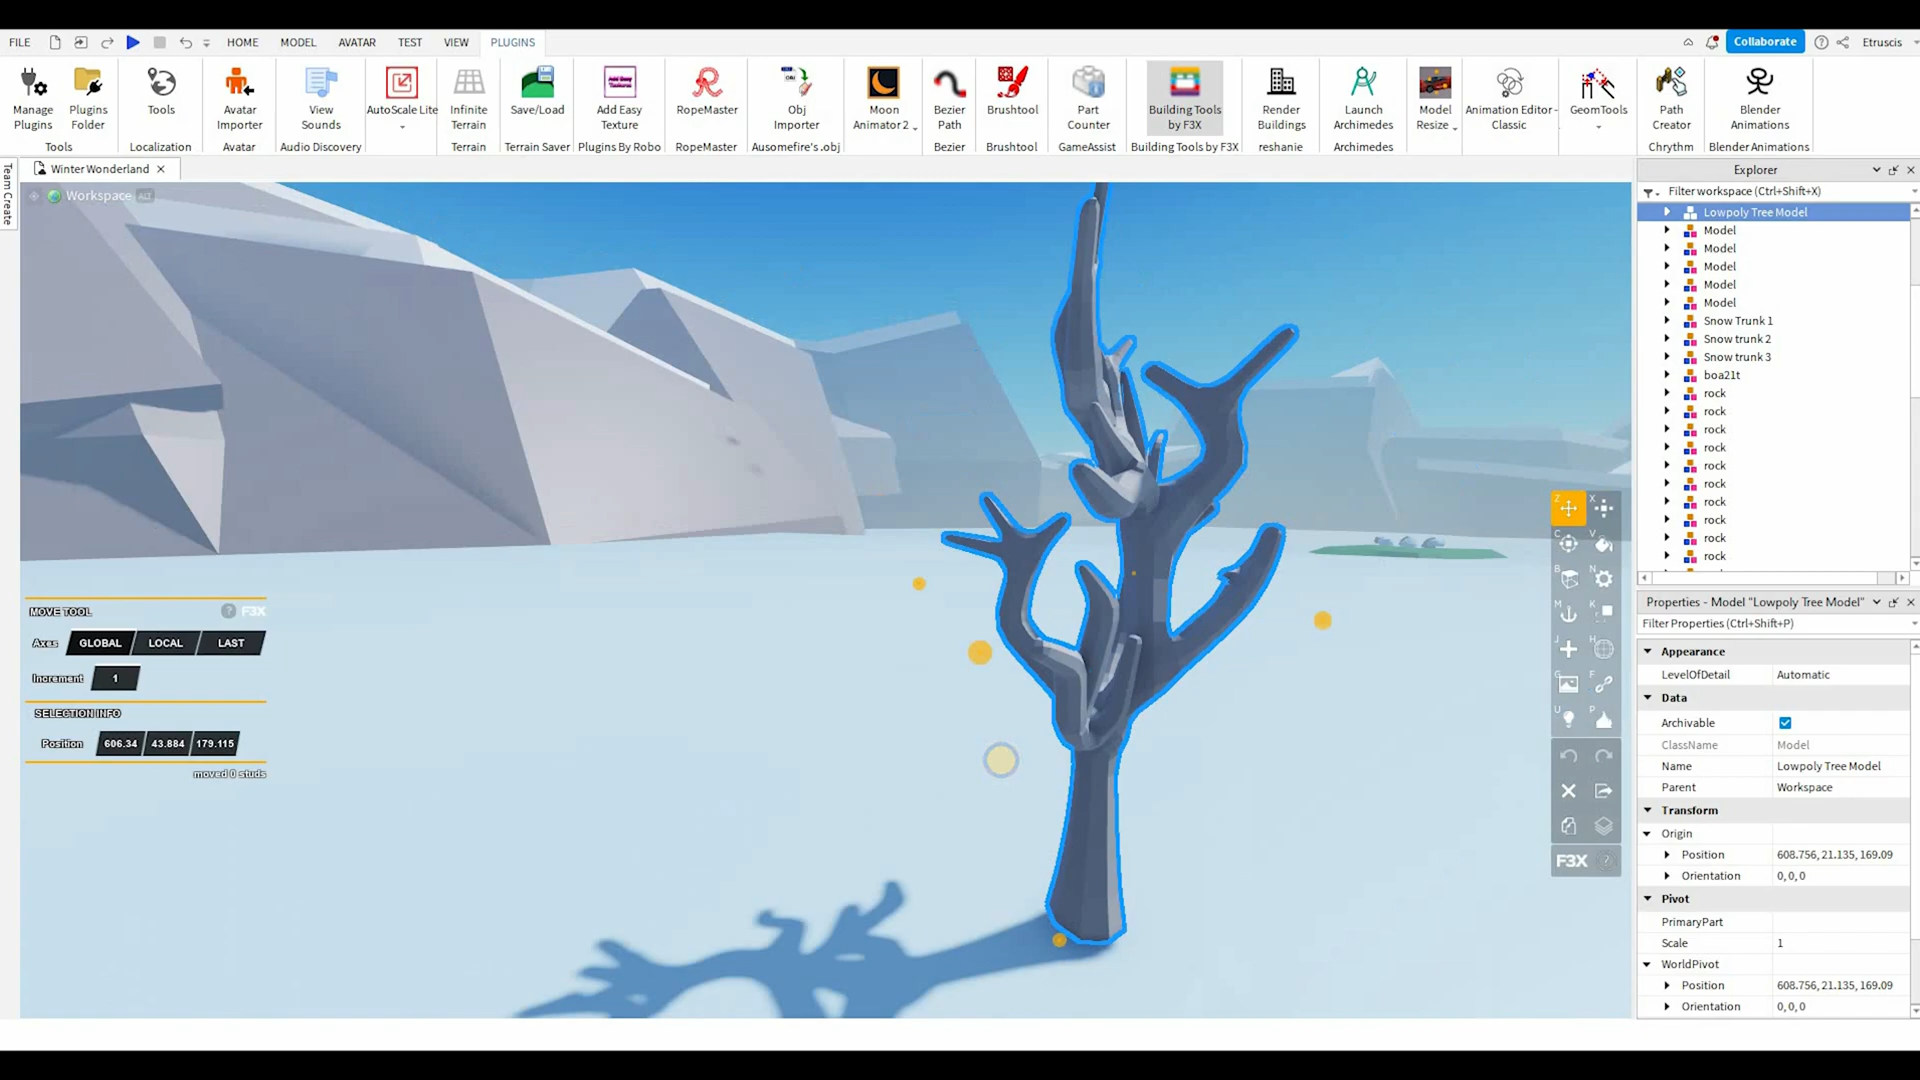 FILE
HOME
MODEL
AVATAR
TEST
VIEW
PLUGINS
Collaborate
Etruscis
Manage Plugins
Plugins Folder
Tools
Avatar Importer
View Sounds
AutoScale Lite
Infinite Terrain
Save/Load
Add Easy Texture
RopeMaster
Obj Importer
Moon Animator 2
Bezier Path
Brushtool
Part Counter
Building Tools by F3X
Render Buildings
Launch Archimedes
Model Resize
Animation Editor - Classic
GeomTools
Path Creator
Blender Animations
Tools
Localization
Avatar
Audio Discovery
Terrain
Terrain Saver
Plugins By Robo
RopeMaster
Ausomefire's .obj
Bezier
Brushtool
GameAssist
Building Tools by F3X
reshanie
Archimedes
Chrythm
Blender Animations
Team Create
Winter Wonderland
Workspace
ALT
MOVE TOOL
F3X
Axes GLOBAL LOCAL LAST
Increment 1
SELECTION INFO
Position 606.34 43.884 179.115
moved 0 studs
Z X
C V
B N
M K
J H
G F
U P
F3X
Explorer
Filter workspace (Ctrl+Shift+X)
Lowpoly Tree Model
Model
Model
Model
Model
Model
Snow Trunk 1
Snow trunk 2
Snow trunk 3
boa21t
rock
rock
rock
rock
rock
rock
rock
rock
rock
rock
Properties - Model "Lowpoly Tree Model"
Filter Properties (Ctrl+Shift+P)
Appearance
LevelOfDetail Automatic
Data
Archivable
ClassName Model
Name Lowpoly Tree Model
Parent Workspace
Transform
Origin
Position 608.756, 21.135, 169.09
Orientation 0, 0, 0
Pivot
PrimaryPart
Scale 1
WorldPivot
Position 608.756, 21.135, 169.09
Orientation 0, 0, 0